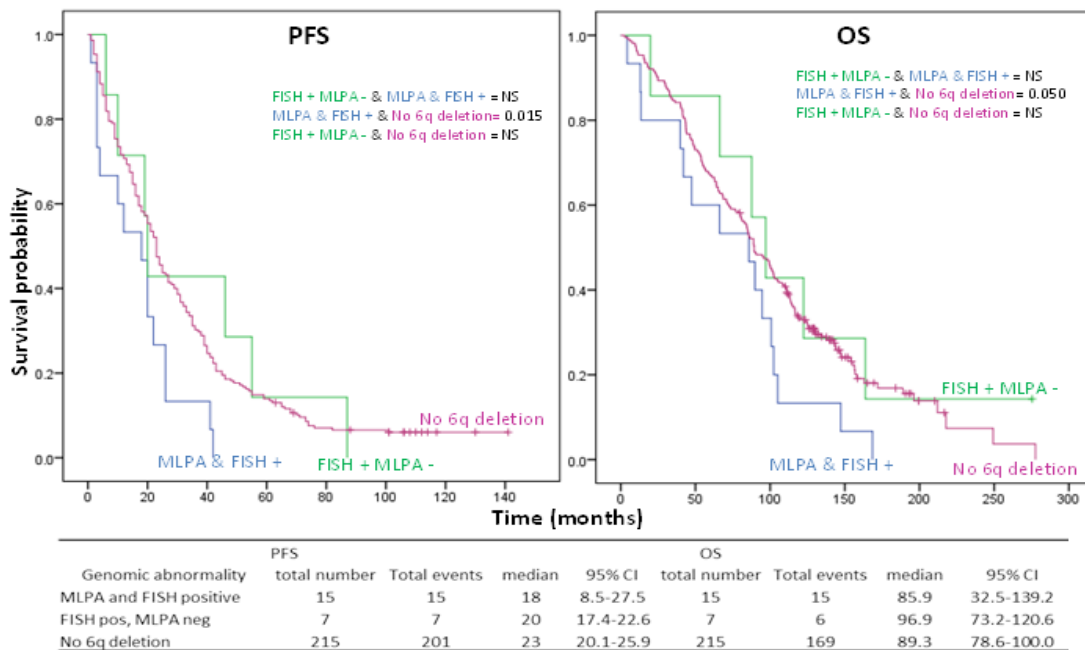 PFS
FISH + MLPA - & MLPA & FISH + = NS
MLPA & FISH + & No 6q deletion= 0.015
FISH + MLPA - & No 6q deletion = NS
Survival probability
1.0
0.8
0.6
0.4
0.2
0.0
No 6q deletion
MLPA & FISH +
FISH + MLPA -
0 20 40 60 80 100 120 140
OS
FISH + MLPA - & MLPA & FISH + = NS
MLPA & FISH + & No 6q deletion= 0.050
FISH + MLPA - & No 6q deletion = NS
1.0
0.8
0.6
0.4
0.2
0.0
FISH + MLPA -
MLPA & FISH +
No 6q deletion
0 50 100 150 200 250 300
Time (months)
PFS OS
Genomic abnormality total number Total events median 95% CI total number Total events median 95% CI
MLPA and FISH positive 15 15 18 8.5-27.5 15 15 85.9 32.5-139.2
FISH pos, MLPA neg 7 7 20 17.4-22.6 7 6 96.9 73.2-120.6
No 6q deletion 215 201 23 20.1-25.9 215 169 89.3 78.6-100.0